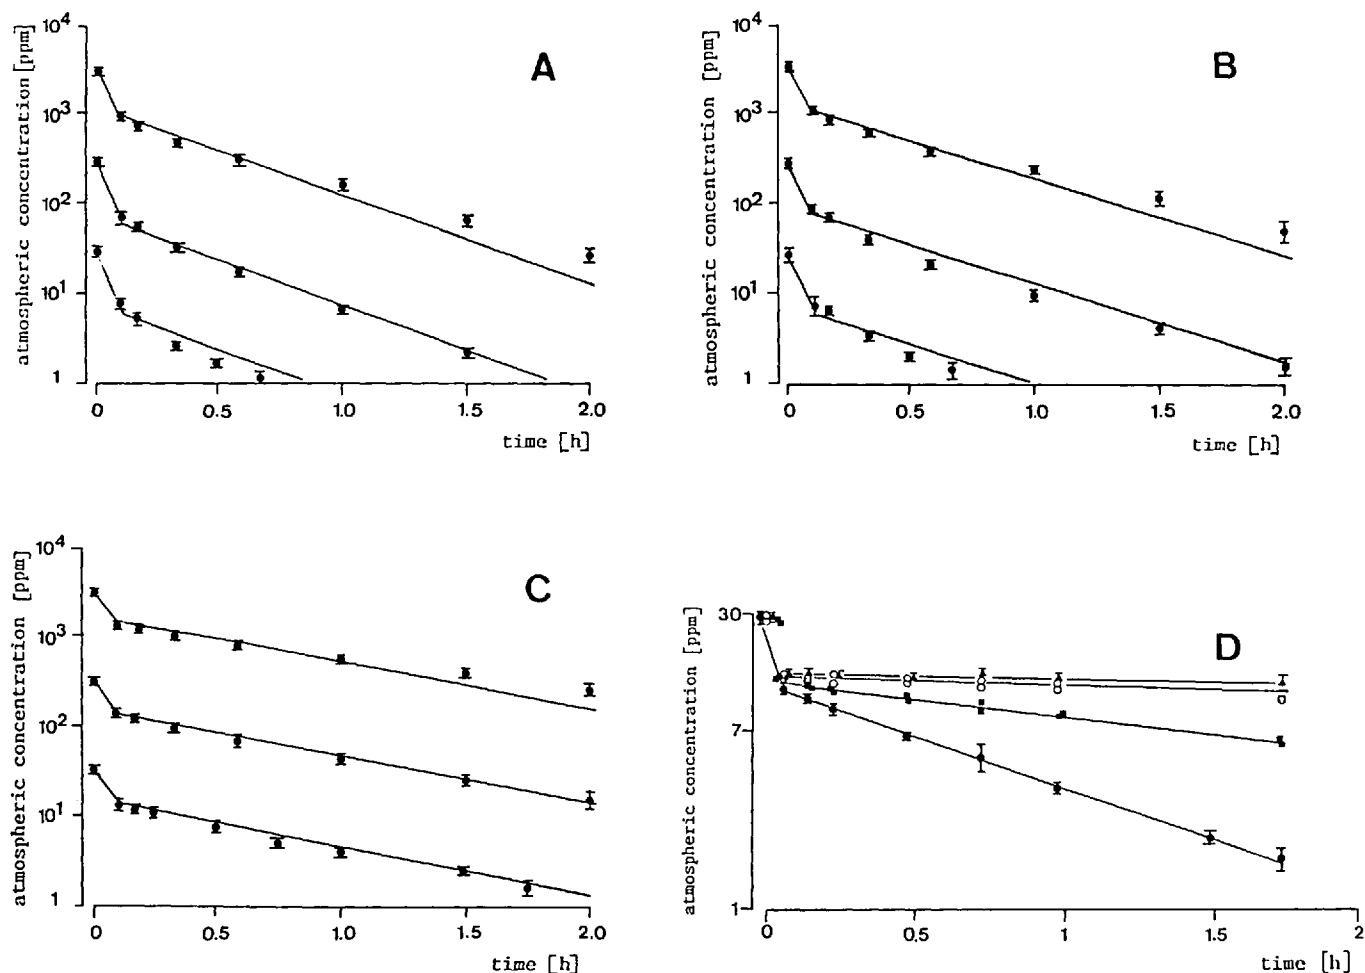 A
atmospheric concentration [ppm]
10⁴
10³
10²
10¹
1
0 0.5 1.0 1.5 2.0
time [h]
B
atmospheric concentration [ppm]
10⁴
10³
10²
10¹
1
0 0.5 1.0 1.5 2.0
time [h]
C
atmospheric concentration [ppm]
10⁴
10³
10²
10¹
1
0 0.5 1.0 1.5 2.0
time [h]
D
atmospheric concentration [ppm]
30
7
1
0 0.5 1 1.5 2
time [h]